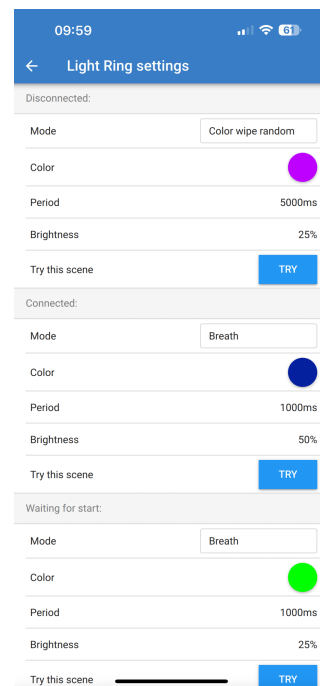 09:59
61
Light Ring settings
Disconnected:
Mode Color wipe random
Color
Period 5000ms
Brightness 25%
Try this scene TRY
Connected:
Mode Breath
Color
Period 1000ms
Brightness 50%
Try this scene TRY
Waiting for start:
Mode Breath
Color
Period 1000ms
Brightness 25%
Try this scene TRY